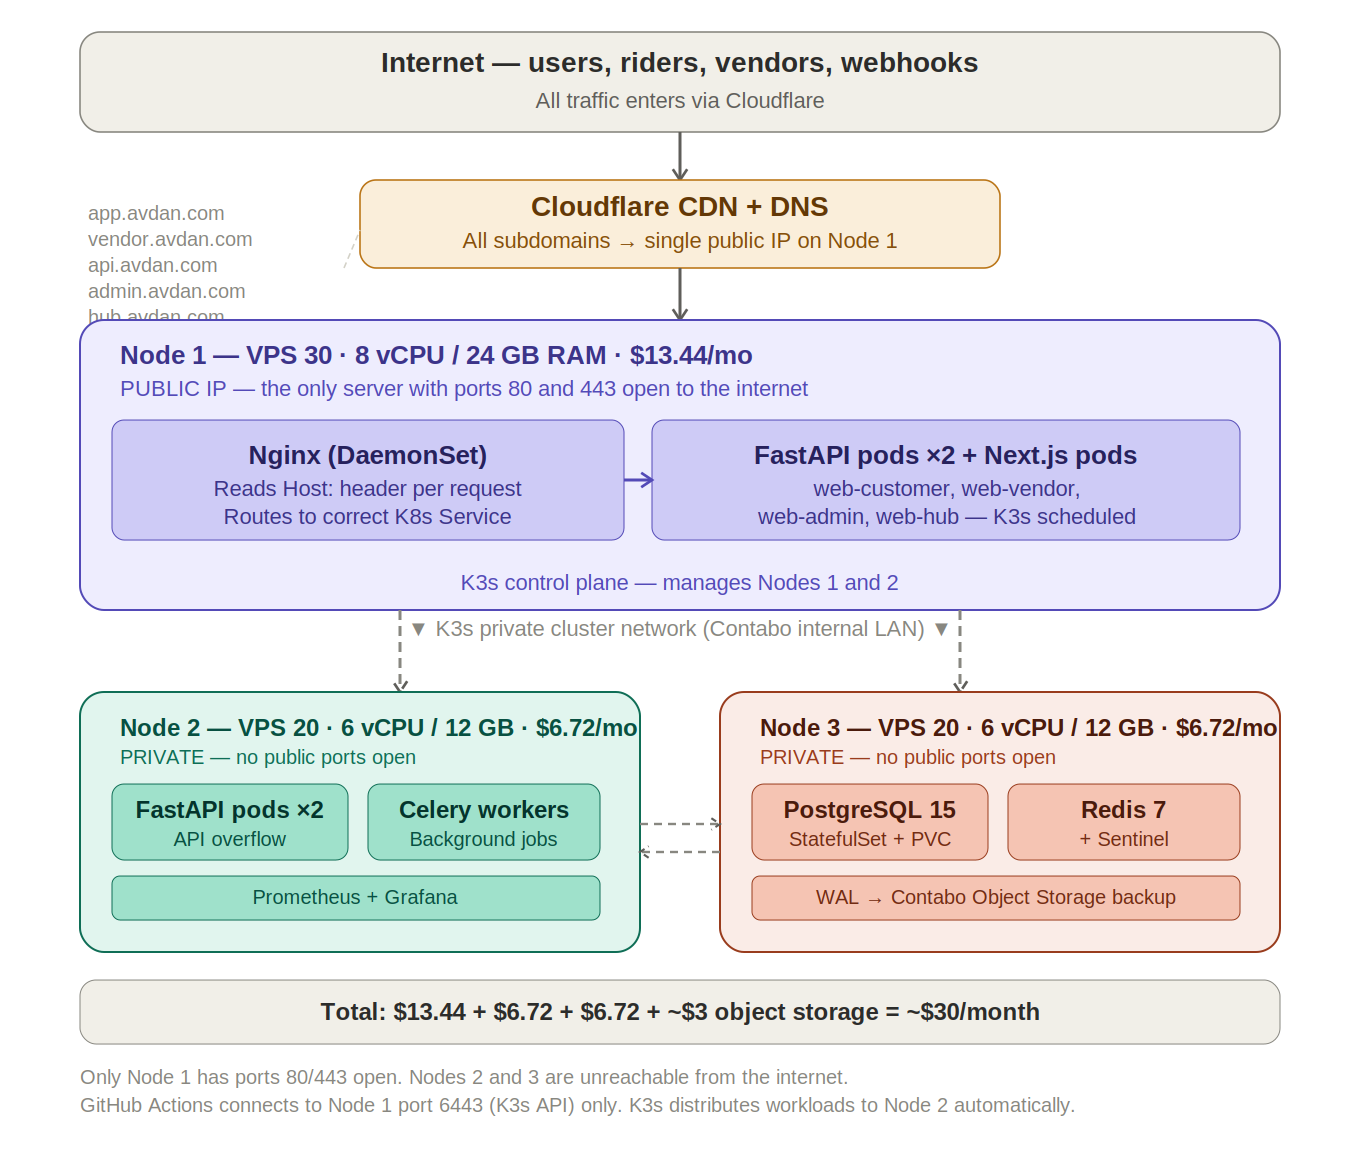 Internet — users, riders, vendors, webhooks
All traffic enters via Cloudflare
Cloudflare CDN + DNS
All subdomains → single public IP on Node 1
app.avdan.com
vendor.avdan.com
api.avdan.com
admin.avdan.com
hub.avdan.com
Node 1 — VPS 30 · 8 vCPU / 24 GB RAM · $13.44/mo
PUBLIC IP — the only server with ports 80 and 443 open to the internet
Nginx (DaemonSet)
Reads Host: header per request
Routes to correct K8s Service
FastAPI pods ×2 + Next.js pods
web-customer, web-vendor,
web-admin, web-hub — K3s scheduled
K3s control plane — manages Nodes 1 and 2
▼ K3s private cluster network (Contabo internal LAN) ▼
Node 2 — VPS 20 · 6 vCPU / 12 GB · $6.72/mo
PRIVATE — no public ports open
FastAPI pods ×2
API overflow
Celery workers
Background jobs
Prometheus + Grafana
Node 3 — VPS 20 · 6 vCPU / 12 GB · $6.72/mo
PRIVATE — no public ports open
PostgreSQL 15
StatefulSet + PVC
Redis 7
+ Sentinel
WAL → Contabo Object Storage backup
Total: $13.44 + $6.72 + $6.72 + ~$3 object storage = ~$30/month
Only Node 1 has ports 80/443 open. Nodes 2 and 3 are unreachable from the internet.
GitHub Actions connects to Node 1 port 6443 (K3s API) only. K3s distributes workloads to Node 2 automatically.